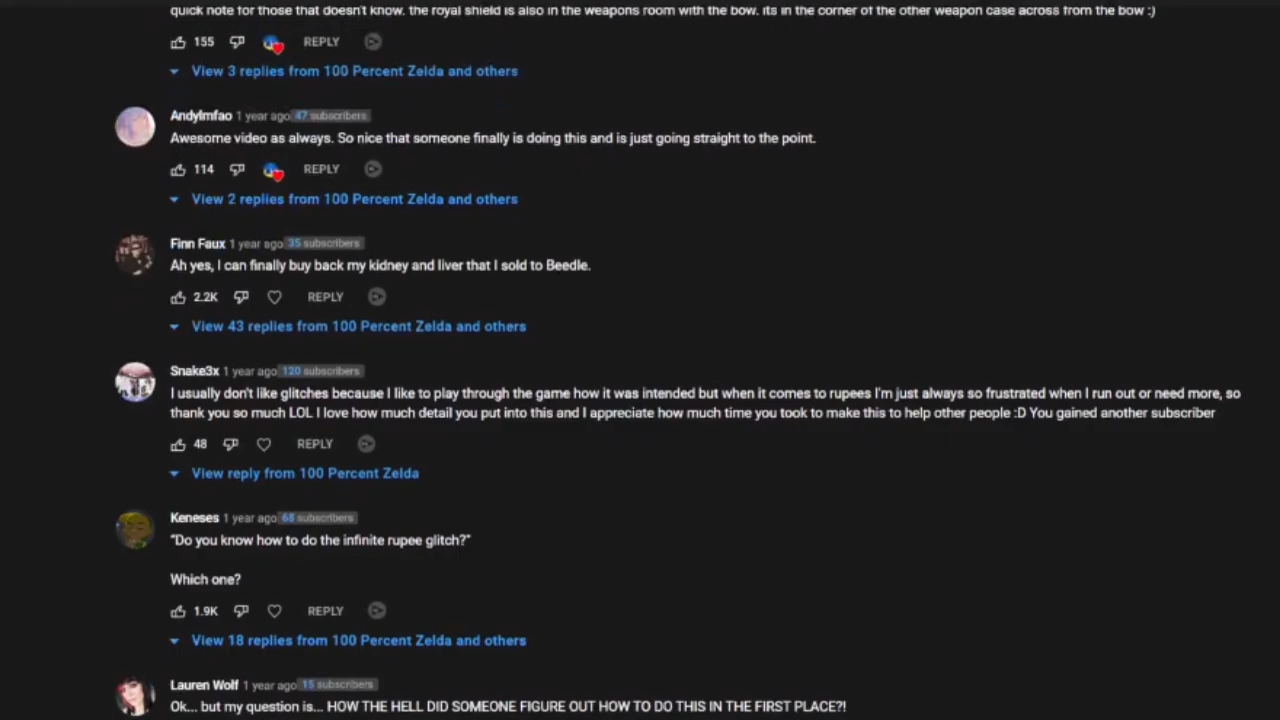 quick note for those that doesn't know. the royal shield is also in the weapons room with the bow. its in the corner of the other weapon case across from the bow :)
155 REPLY
View 3 replies from 100 Percent Zelda and others
Andylmfao 1 year ago 47 subscribers
Awesome video as always. So nice that someone finally is doing this and is just going straight to the point.
114 REPLY
View 2 replies from 100 Percent Zelda and others
Finn Faux 1 year ago 35 subscribers
Ah yes, I can finally buy back my kidney and liver that I sold to Beedle.
2.2K REPLY
View 43 replies from 100 Percent Zelda and others
Snake3x 1 year ago 120 subscribers
I usually don't like glitches because I like to play through the game how it was intended but when it comes to rupees I'm just always so frustrated when I run out or need more, so
thank you so much LOL I love how much detail you put into this and I appreciate how much time you took to make this to help other people :D You gained another subscriber
48 REPLY
View reply from 100 Percent Zelda
Keneses 1 year ago 68 subscribers
"Do you know how to do the infinite rupee glitch?"
Which one?
1.9K REPLY
View 18 replies from 100 Percent Zelda and others
Lauren Wolf 1 year ago 15 subscribers
Ok... but my question is... HOW THE HELL DID SOMEONE FIGURE OUT HOW TO DO THIS IN THE FIRST PLACE?!